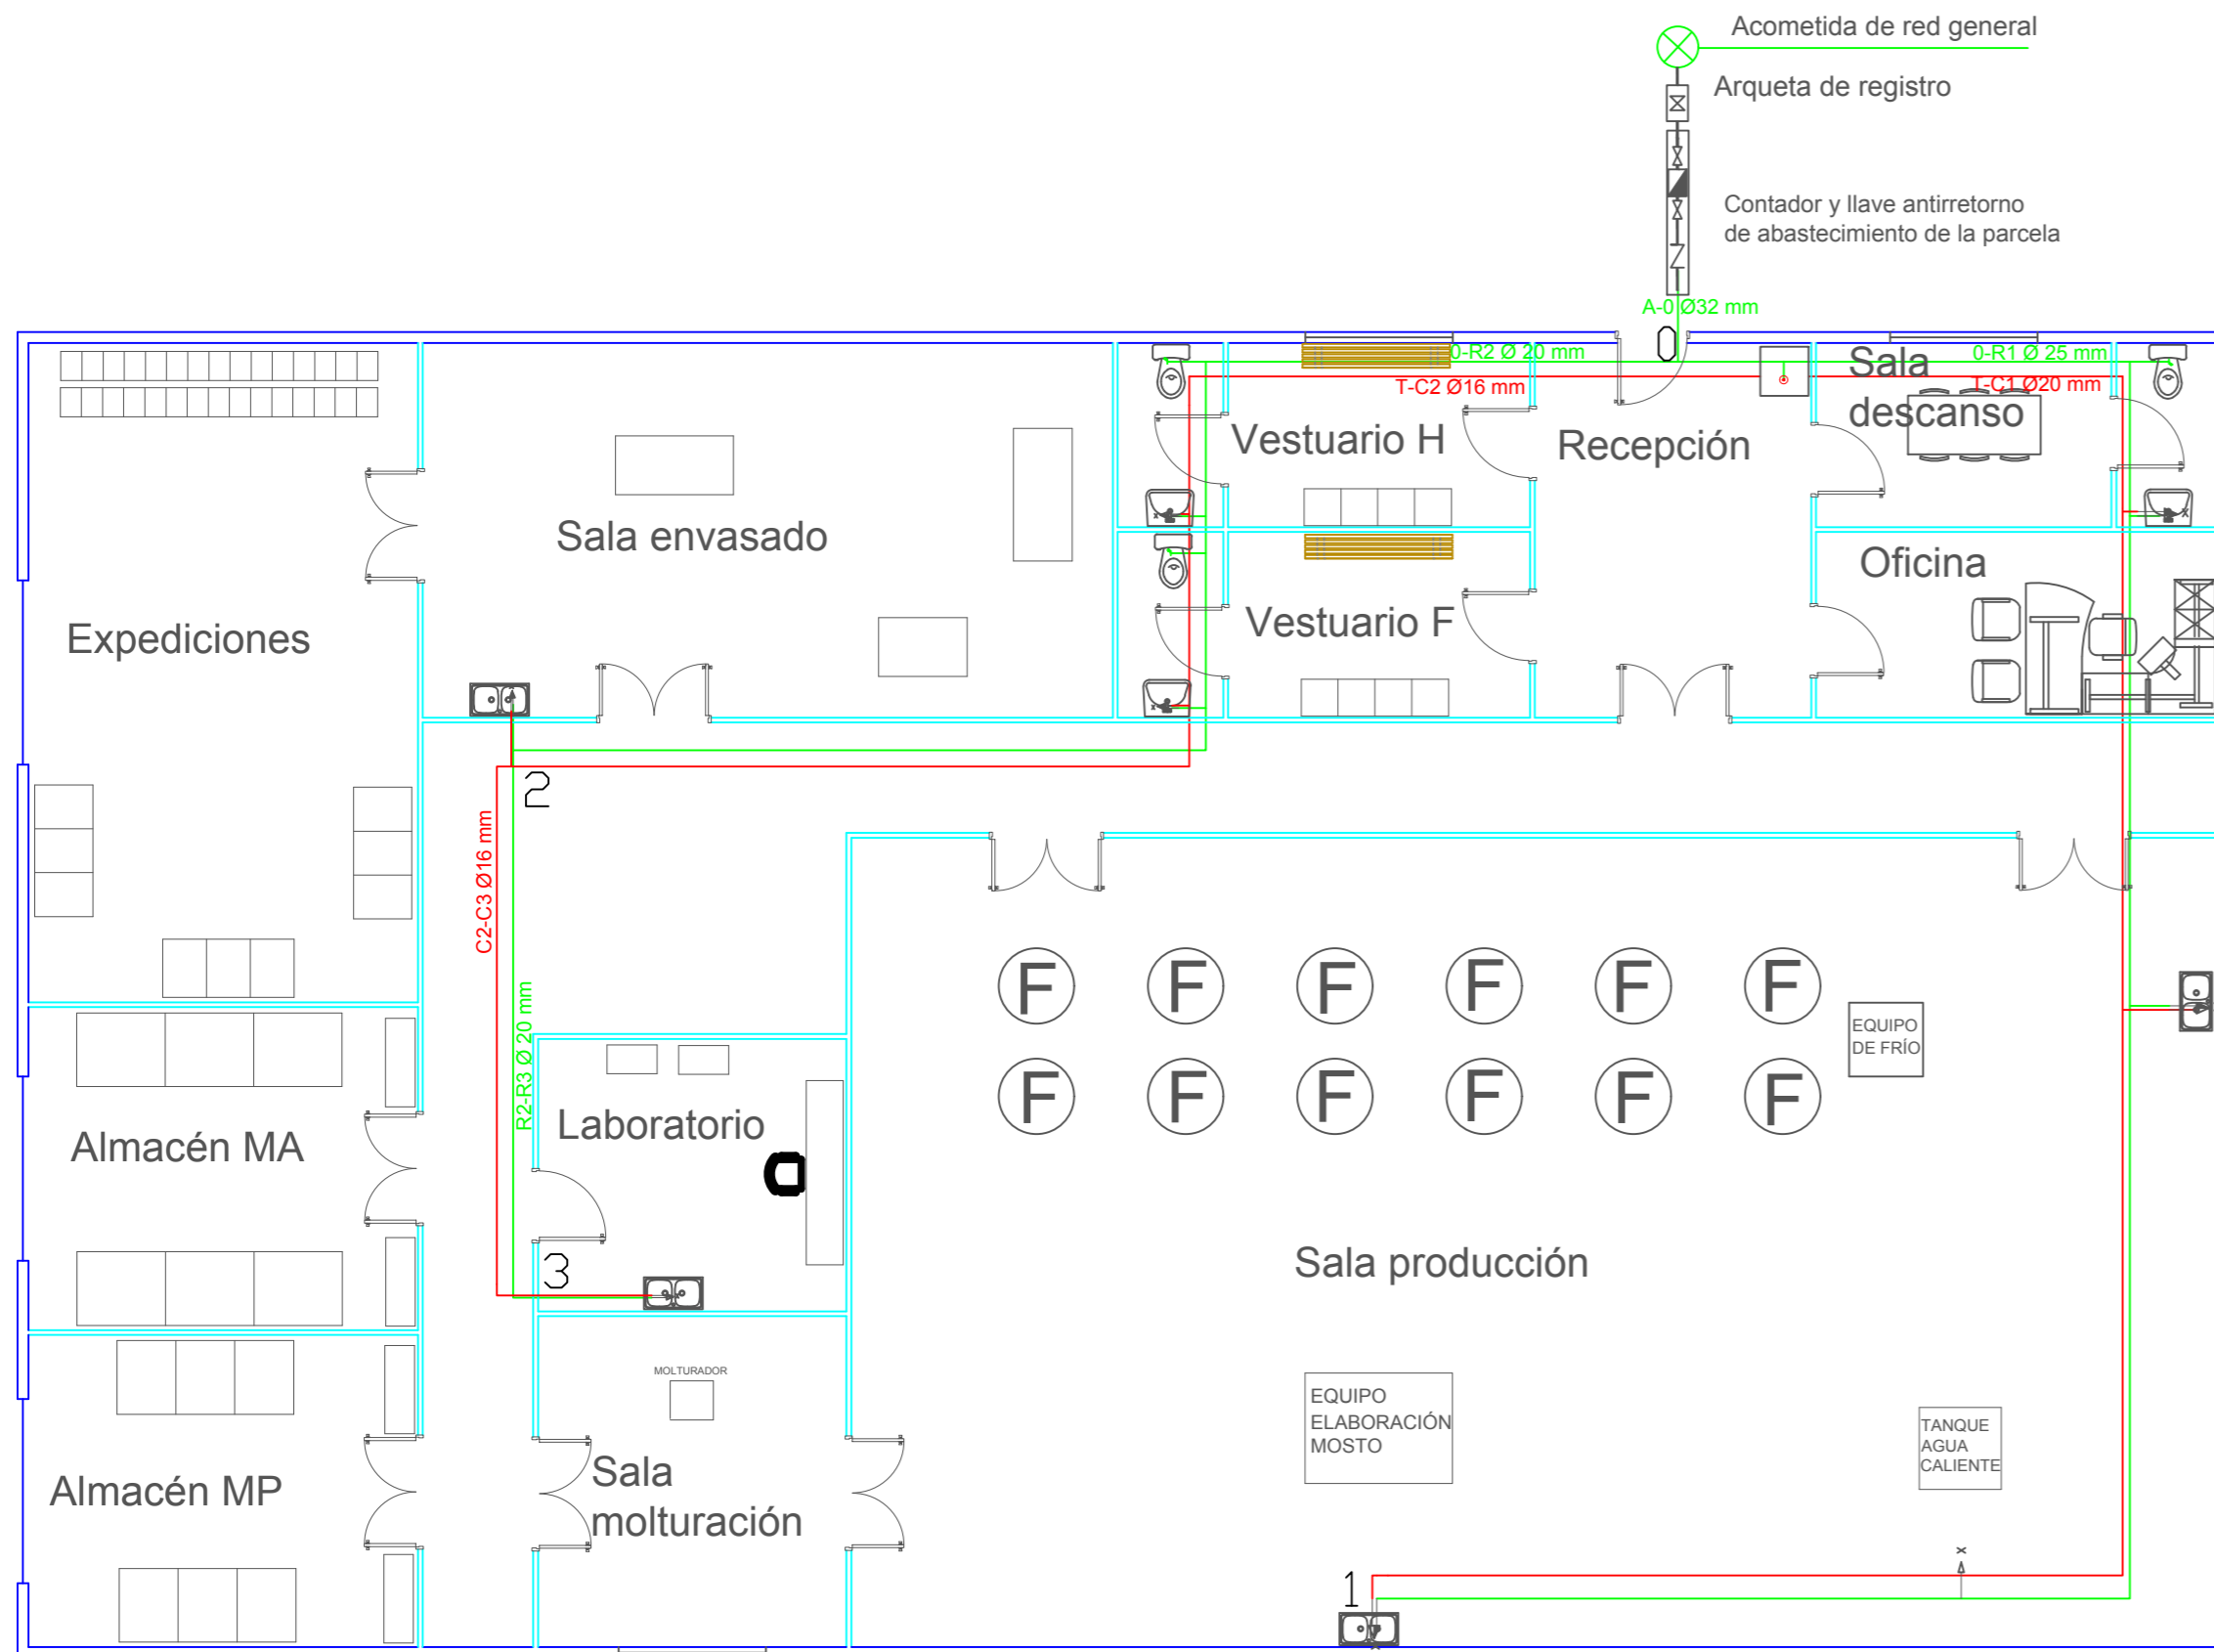 Acometida de red general
Arqueta de registro
Contador y llave antirretorno
de abastecimiento de la parcela
A-0 Ø32 mm
0
0-R2 Ø 20 mm
0-R1 Ø 25 mm
T-C2 Ø16 mm
T-C1 Ø20 mm
Sala
descanso
Vestuario H
Recepción
Sala envasado
Oficina
Expediciones
Vestuario F
2
C2-C3 Ø16 mm
R2-R3 Ø 20 mm
F F F F F F
EQUIPO
DE FRÍO
F F F F F F
Laboratorio
Almacén MA
3
Sala producción
MOLTURADOR
EQUIPO
ELABORACIÓN
MOSTO
TANQUE
AGUA
CALIENTE
Sala
molturación
Almacén MP
1